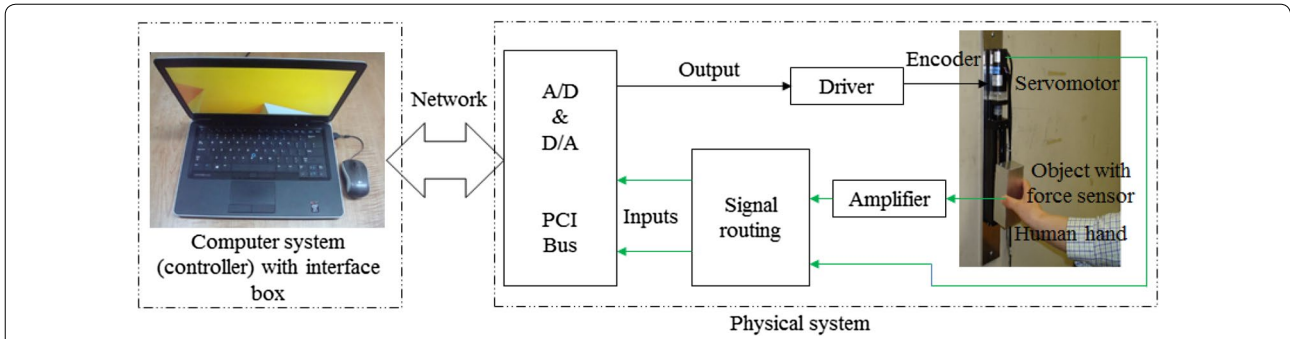 Network
Computer system
(controller) with interface
box
A/D
&
D/A
PCI
Bus
Output
Driver
Encoder
Servomotor
Inputs
Signal
routing
Amplifier
Object with
force sensor
Human hand
Physical system